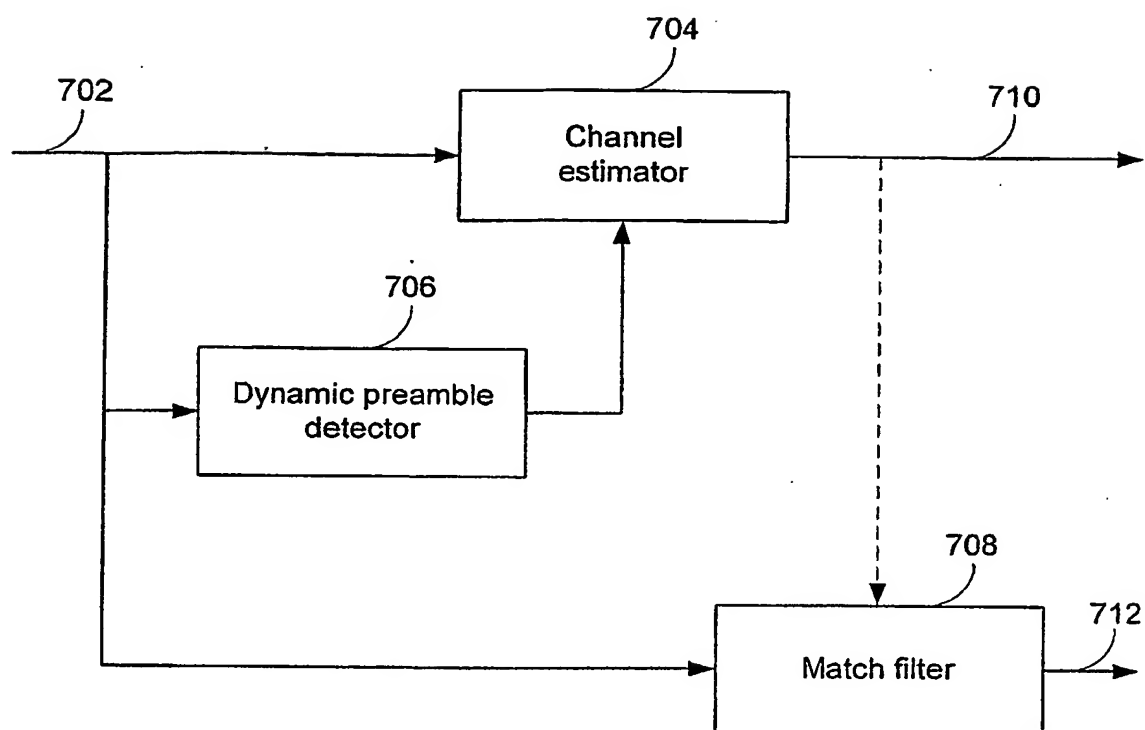 704
702
710
Channel
estimator
706
Dynamic preamble
detector
708
712
Match filter